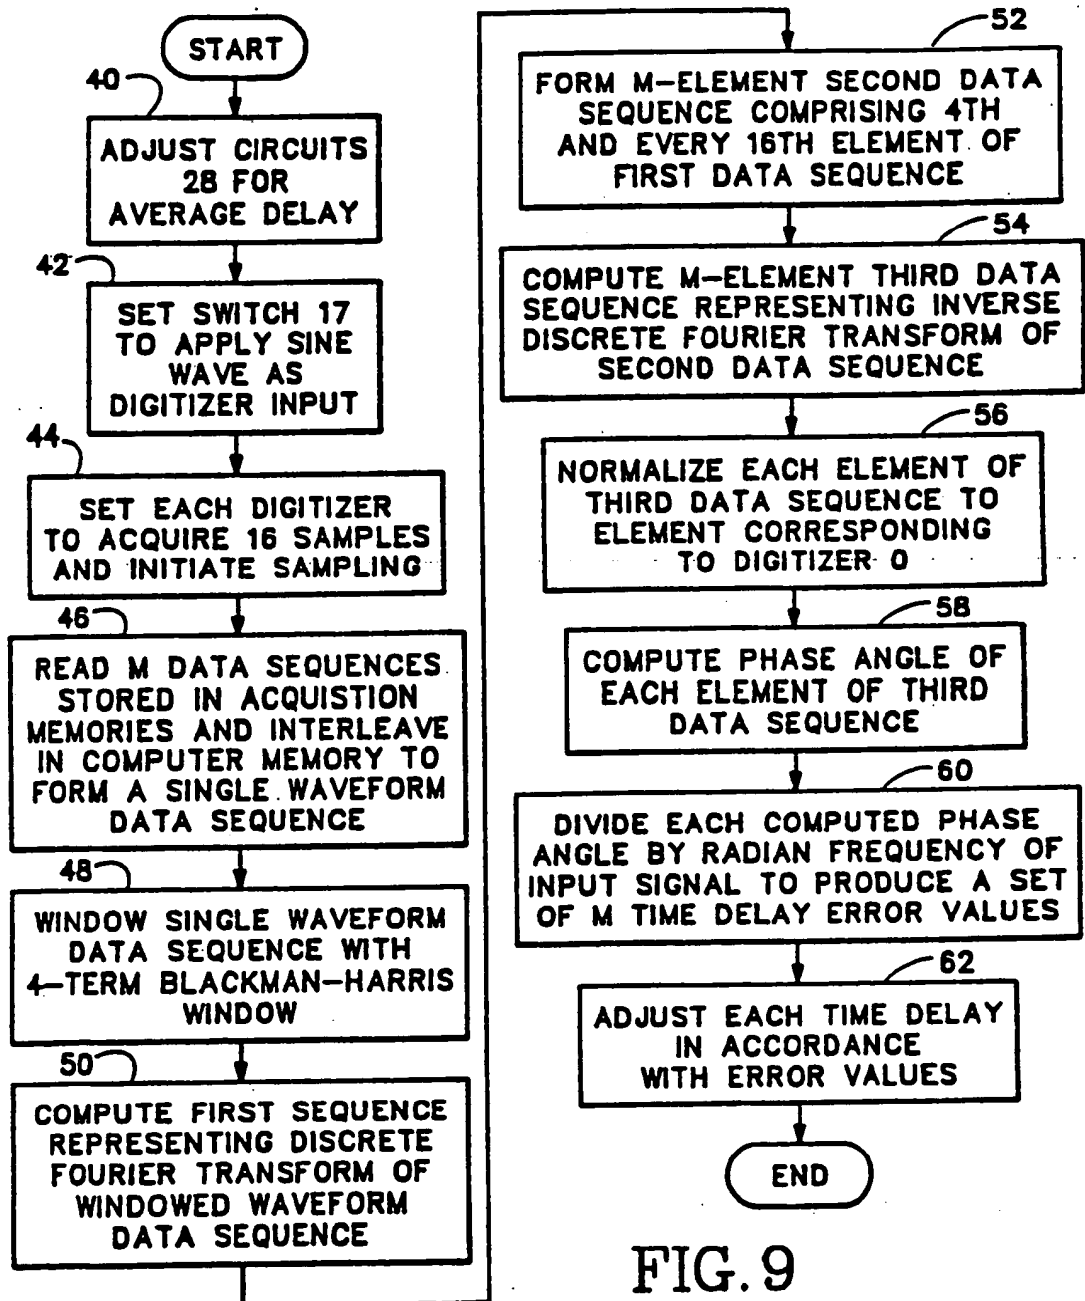 START
40
ADJUST CIRCUITS
28 FOR
AVERAGE DELAY
42
SET SWITCH 17
TO APPLY SINE
WAVE AS
DIGITIZER INPUT
44
SET EACH DIGITIZER
TO ACQUIRE 16 SAMPLES
AND INITIATE SAMPLING
46
READ M DATA SEQUENCES
STORED IN ACQUISTION
MEMORIES AND INTERLEAVE
IN COMPUTER MEMORY TO
FORM A SINGLE WAVEFORM
DATA SEQUENCE
48
WINDOW SINGLE WAVEFORM
DATA SEQUENCE WITH
4-TERM BLACKMAN-HARRIS
WINDOW
50
COMPUTE FIRST SEQUENCE
REPRESENTING DISCRETE
FOURIER TRANSFORM OF
WINDOWED WAVEFORM
DATA SEQUENCE
52
FORM M-ELEMENT SECOND DATA
SEQUENCE COMPRISING 4TH
AND EVERY 16TH ELEMENT OF
FIRST DATA SEQUENCE
54
COMPUTE M-ELEMENT THIRD DATA
SEQUENCE REPRESENTING INVERSE
DISCRETE FOURIER TRANSFORM OF
SECOND DATA SEQUENCE
56
NORMALIZE EACH ELEMENT OF
THIRD DATA SEQUENCE TO
ELEMENT CORRESPONDING
TO DIGITIZER 0
58
COMPUTE PHASE ANGLE OF
EACH ELEMENT OF THIRD
DATA SEQUENCE
60
DIVIDE EACH COMPUTED PHASE
ANGLE BY RADIAN FREQUENCY OF
INPUT SIGNAL TO PRODUCE A SET
OF M TIME DELAY ERROR VALUES
62
ADJUST EACH TIME DELAY
IN ACCORDANCE
WITH ERROR VALUES
END
FIG. 9